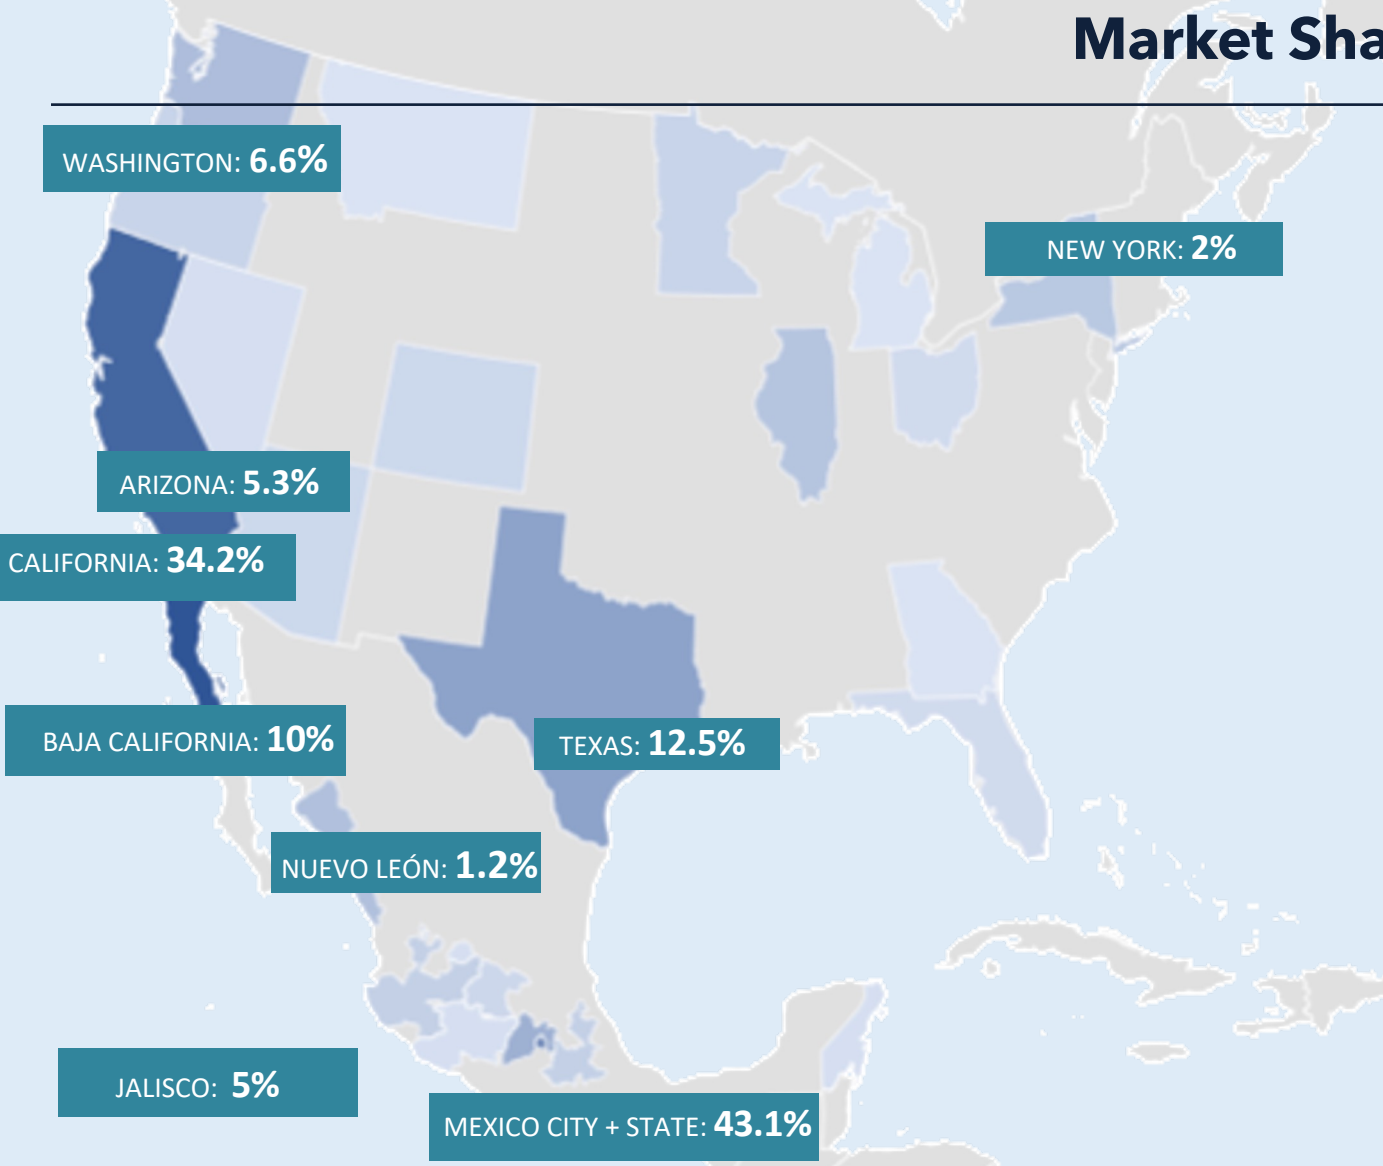 Market Sha
WASHINGTON: 6.6%
NEW YORK: 2%
ARIZONA: 5.3%
CALIFORNIA: 34.2%
BAJA CALIFORNIA: 10%
TEXAS: 12.5%
NUEVO LEÓN: 1.2%
JALISCO: 5%
MEXICO CITY + STATE: 43.1%